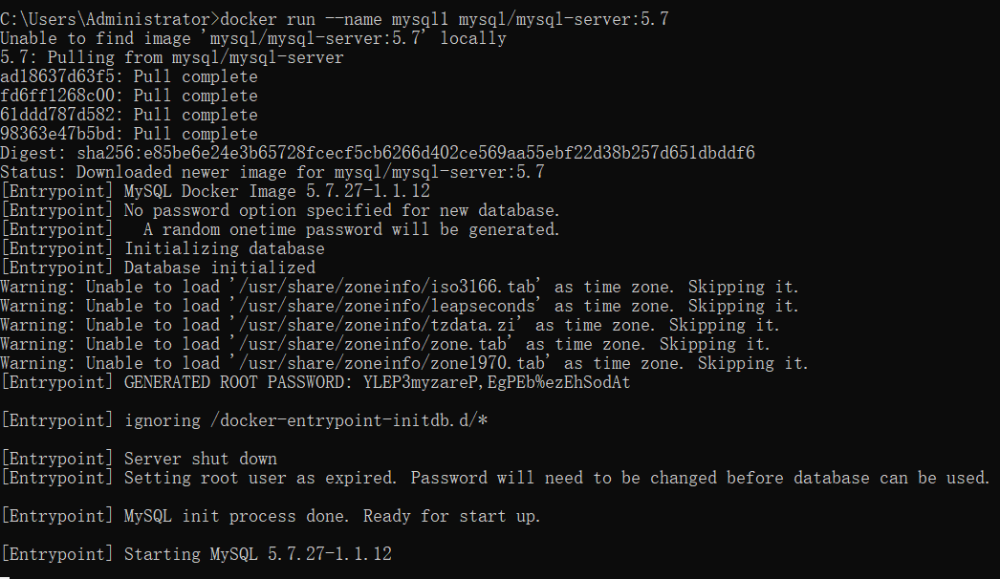 C:\Users\Administrator>docker run --name mysql1 mysql/mysql-server:5.7
Unable to find image 'mysql/mysql-server:5.7' locally
5.7: Pulling from mysql/mysql-server
ad18637d63f5: Pull complete
fd6ff1268c00: Pull complete
61ddd787d582: Pull complete
98363e47b5bd: Pull complete
Digest: sha256:e85be6e24e3b65728fcecf5cb6266d402ce569aa55ebf22d38b257d651dbddf6
Status: Downloaded newer image for mysql/mysql-server:5.7
[Entrypoint] MySQL Docker Image 5.7.27-1.1.12
[Entrypoint] No password option specified for new database.
[Entrypoint]   A random onetime password will be generated.
[Entrypoint] Initializing database
[Entrypoint] Database initialized
Warning: Unable to load '/usr/share/zoneinfo/iso3166.tab' as time zone. Skipping it.
Warning: Unable to load '/usr/share/zoneinfo/leapseconds' as time zone. Skipping it.
Warning: Unable to load '/usr/share/zoneinfo/tzdata.zi' as time zone. Skipping it.
Warning: Unable to load '/usr/share/zoneinfo/zone.tab' as time zone. Skipping it.
Warning: Unable to load '/usr/share/zoneinfo/zone1970.tab' as time zone. Skipping it.
[Entrypoint] GENERATED ROOT PASSWORD: YLEP3myzareP,EgPEb%ezEhSodAt
[Entrypoint] ignoring /docker-entrypoint-initdb.d/*
[Entrypoint] Server shut down
[Entrypoint] Setting root user as expired. Password will need to be changed before database can be used.
[Entrypoint] MySQL init process done. Ready for start up.
[Entrypoint] Starting MySQL 5.7.27-1.1.12